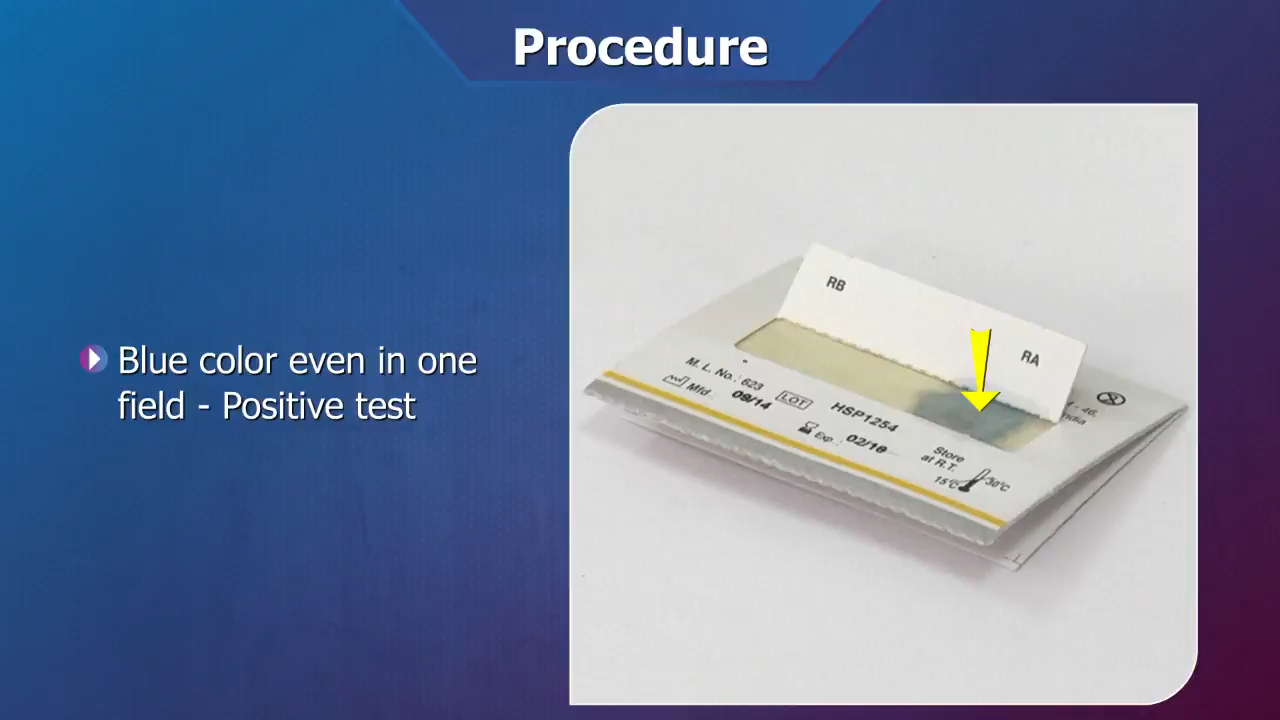 Procedure
Blue color even in one
field - Positive test
RB
RA
M. L. No.: 623
Mfd.: 09/14
LOT
HSP1254
Exp.: 02/16
Store
at R.T.
15°C
30°C